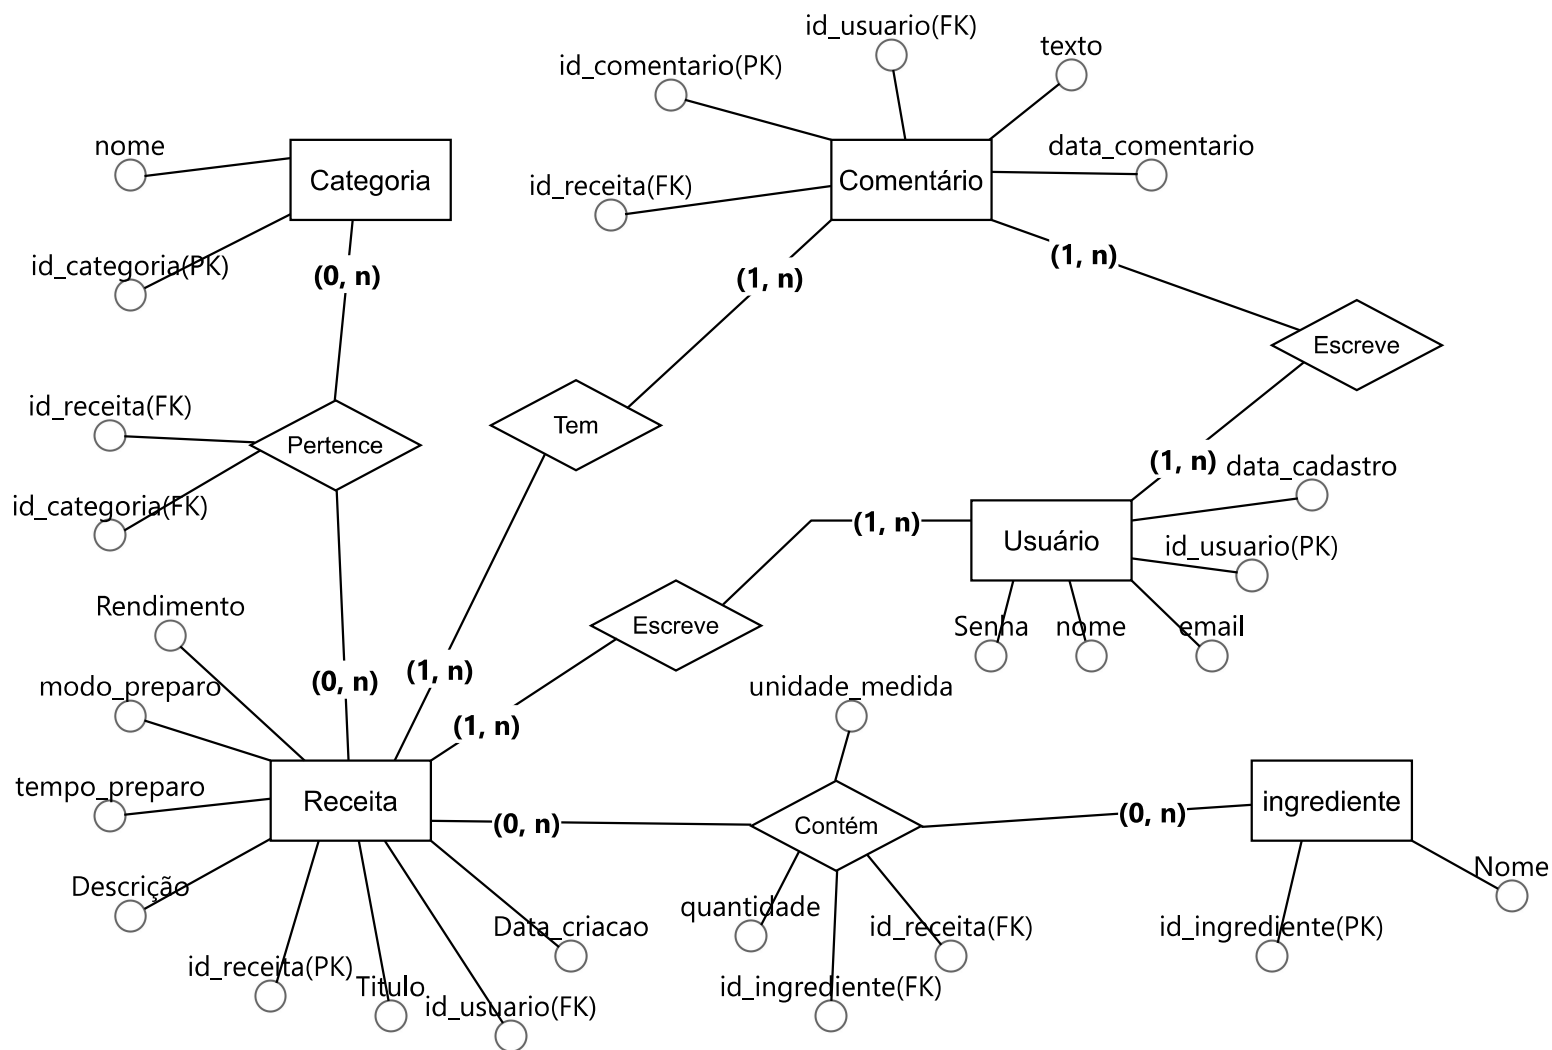 id_usuario(FK)
texto
id_comentario(PK)
nome
data_comentario
Categoria
Comentário
id_receita(FK)
(1, n)
id_categoria(PK)
(0, n)
(1, n)
Escreve
id_receita(FK)
Tem
Pertence
(1, n)
data_cadastro
id_categoria(FK)
(1, n)
Usuário
id_usuario(PK)
Rendimento
Escreve
Senha
nome
email
(1, n)
(0, n)
modo_preparo
unidade_medida
(1, n)
tempo_preparo
Receita
ingrediente
(0, n)
(0, n)
Contém
Nome
Descrição
quantidade
Data_criacao
id_receita(FK)
id_ingrediente(PK)
id_receita(PK)
Titulo
id_ingrediente(FK)
id_usuario(FK)